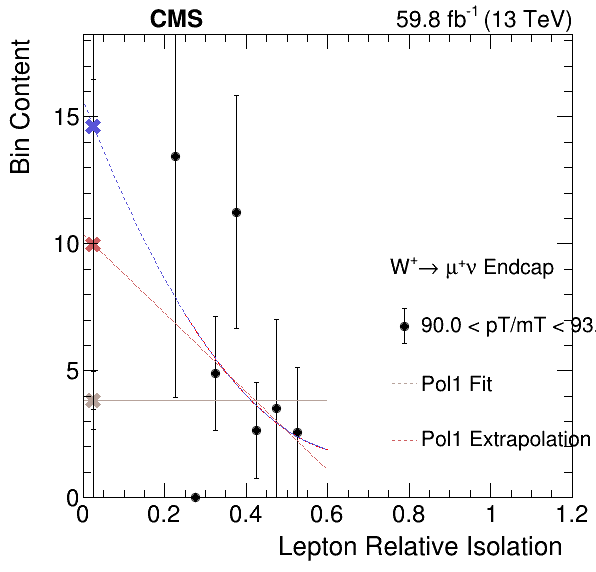 CMS 59.8 fb⁻¹ (13 TeV)
Bin Content
15
10
5
0
W⁺→ μ⁺ν Endcap
90.0 < pT/mT < 93.
Pol1 Fit
Pol1 Extrapolation
0 0.2 0.4 0.6 0.8 1 1.2
Lepton Relative Isolation